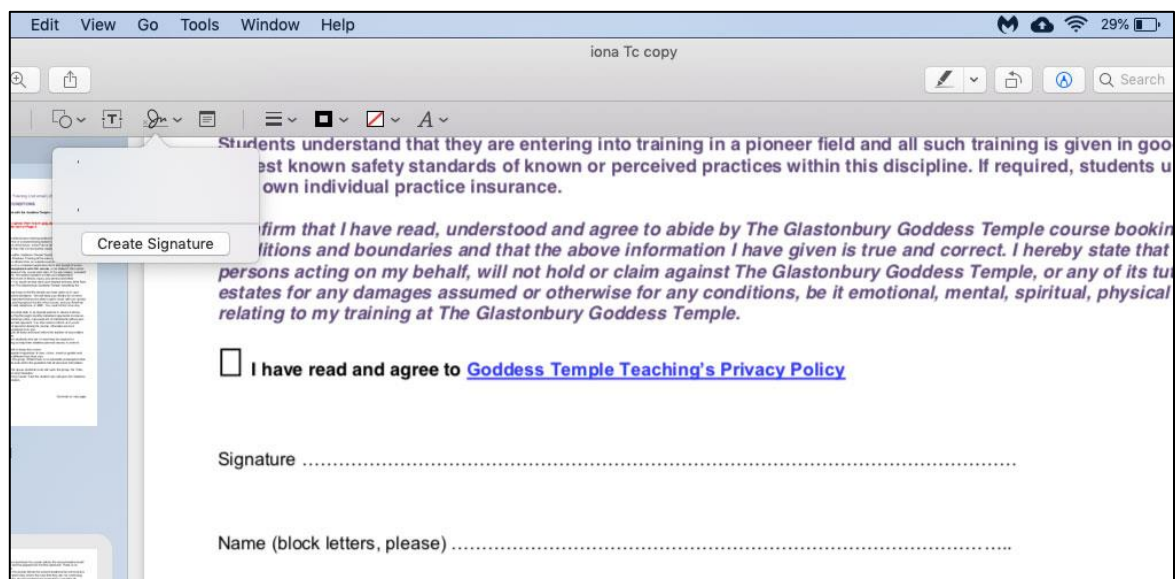 Edit View Go Tools Window Help 29%
iona Tc copy
Search
Students understand that they are entering into training in a pioneer field and all such training is given in goo
est known safety standards of known or perceived practices within this discipline. If required, students u
own individual practice insurance.
firm that I have read, understood and agree to abide by The Glastonbury Goddess Temple course bookin
ditions and boundaries and that the above information I have given is true and correct. I hereby state that
persons acting on my behalf, will not hold or claim against The Glastonbury Goddess Temple, or any of its tu
estates for any damages assumed or otherwise for any conditions, be it emotional, mental, spiritual, physical
relating to my training at The Glastonbury Goddess Temple.
Create Signature
I have read and agree to Goddess Temple Teaching's Privacy Policy
Signature ........................................................................................................................
Name (block letters, please) ..............................................................................................